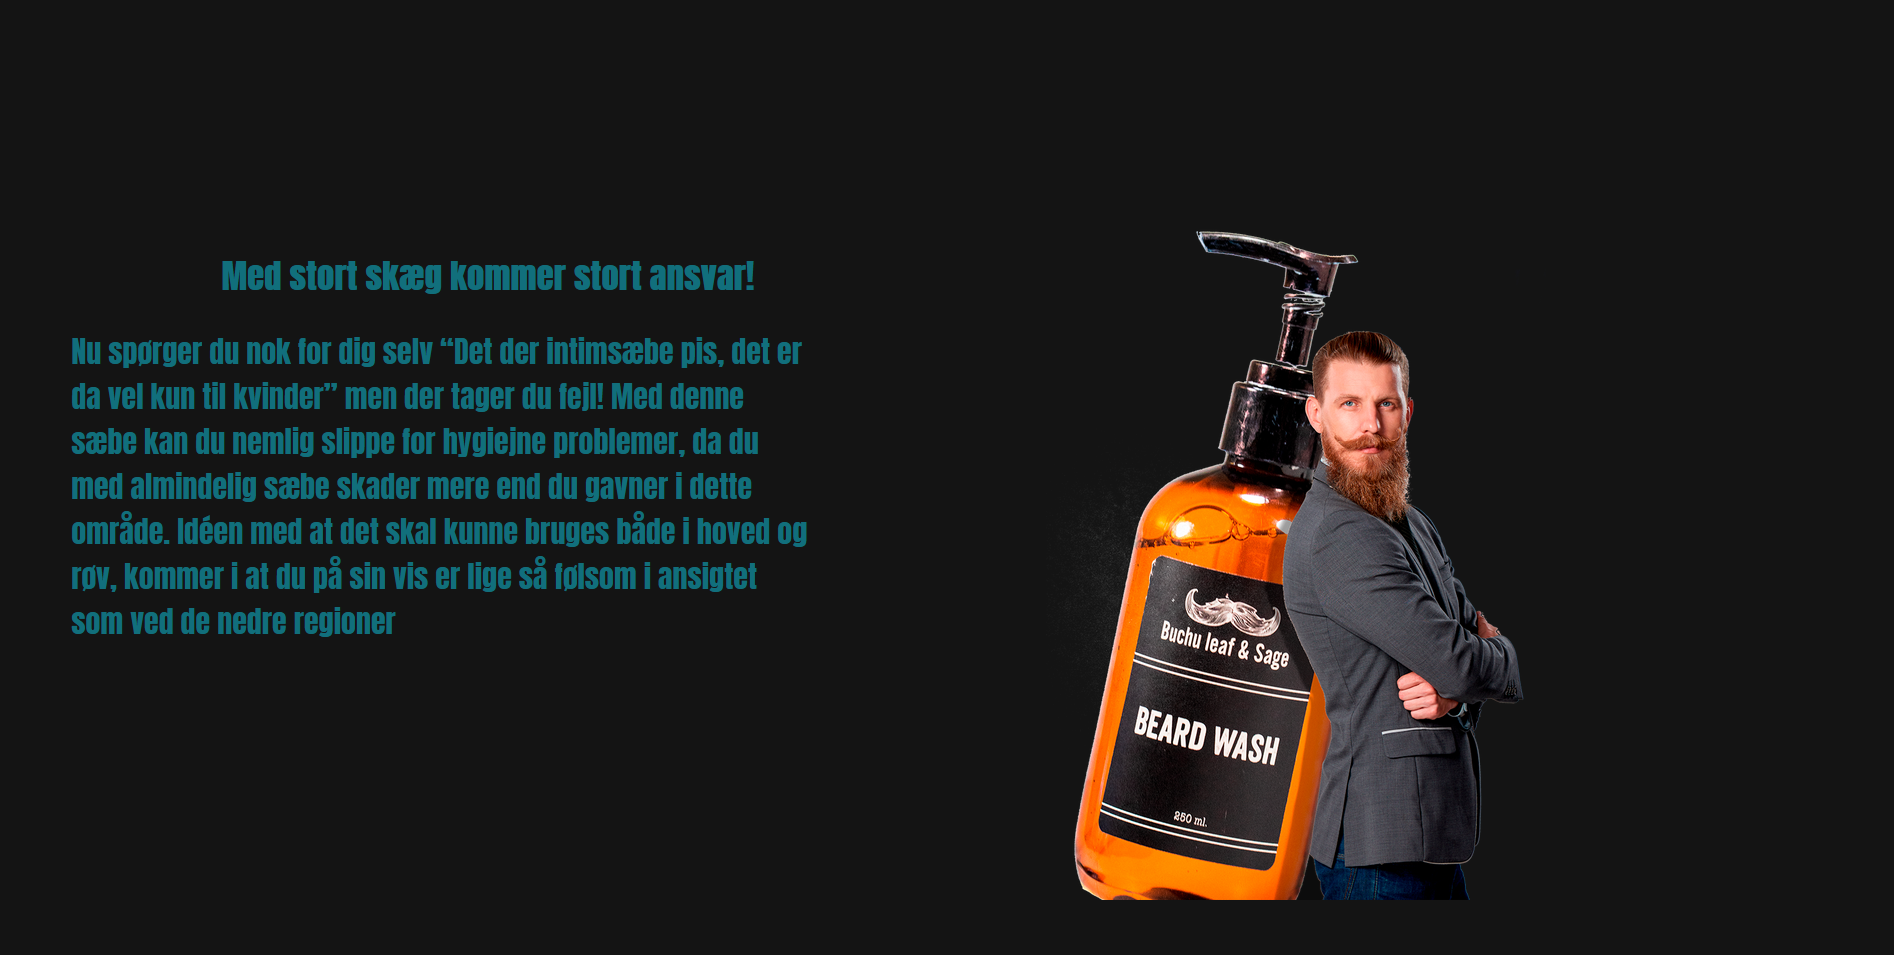 Med stort skæg kommer stort ansvar!
Nu spørger du nok for dig selv “Det der intimsæbe pis, det er
da vel kun til kvinder” men der tager du fejl! Med denne
sæbe kan du nemlig slippe for hygiejne problemer, da du
med almindelig sæbe skader mere end du gavner i dette
område. Idéen med at det skal kunne bruges både i hoved og
røv, kommer i at du på sin vis er lige så følsom i ansigtet
som ved de nedre regioner
Buchu leaf & Sage
BEARD WASH
250 ml.